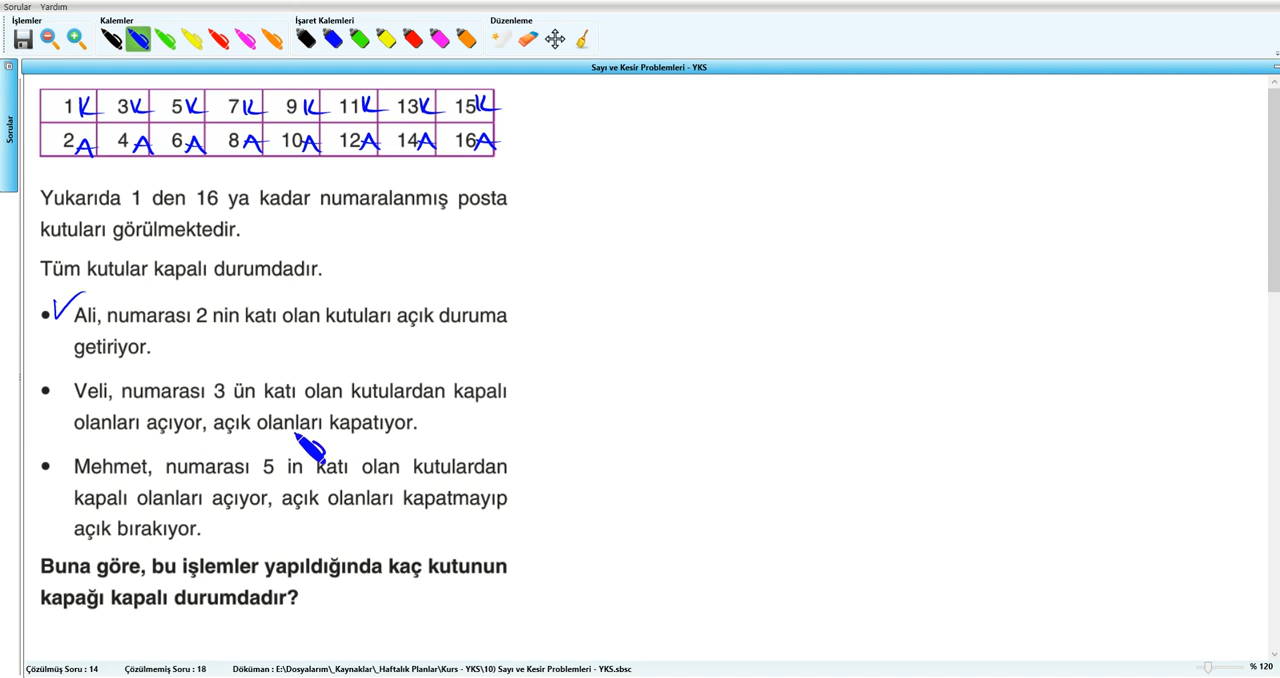 Sorular Yardım
İşlemler Kalemler İşaret Kalemleri Düzenleme
Sayı ve Kesir Problemleri - YKS
Sorular
1 K 3 K 5 K 7 K 9 K 11 K 13 K 15 K
2 A 4 A 6 A 8 A 10 A 12 A 14 A 16 A
Yukarıda 1 den 16 ya kadar numaralanmış posta
kutuları görülmektedir.
Tüm kutular kapalı durumdadır.
• Ali, numarası 2 nin katı olan kutuları açık duruma
getiriyor.
• Veli, numarası 3 ün katı olan kutulardan kapalı
olanları açıyor, açık olanları kapatıyor.
• Mehmet, numarası 5 in katı olan kutulardan
kapalı olanları açıyor, açık olanları kapatmayıp
açık bırakıyor.
Buna göre, bu işlemler yapıldığında kaç kutunun
kapağı kapalı durumdadır?
Çözülmüş Soru : 14 Çözülmemiş Soru : 18 Döküman : E:\Dosyalarım\_Kaynaklar\_Haftalık Planlar\Kurs - YKS\10) Sayı ve Kesir Problemleri - YKS.sbsc % 120